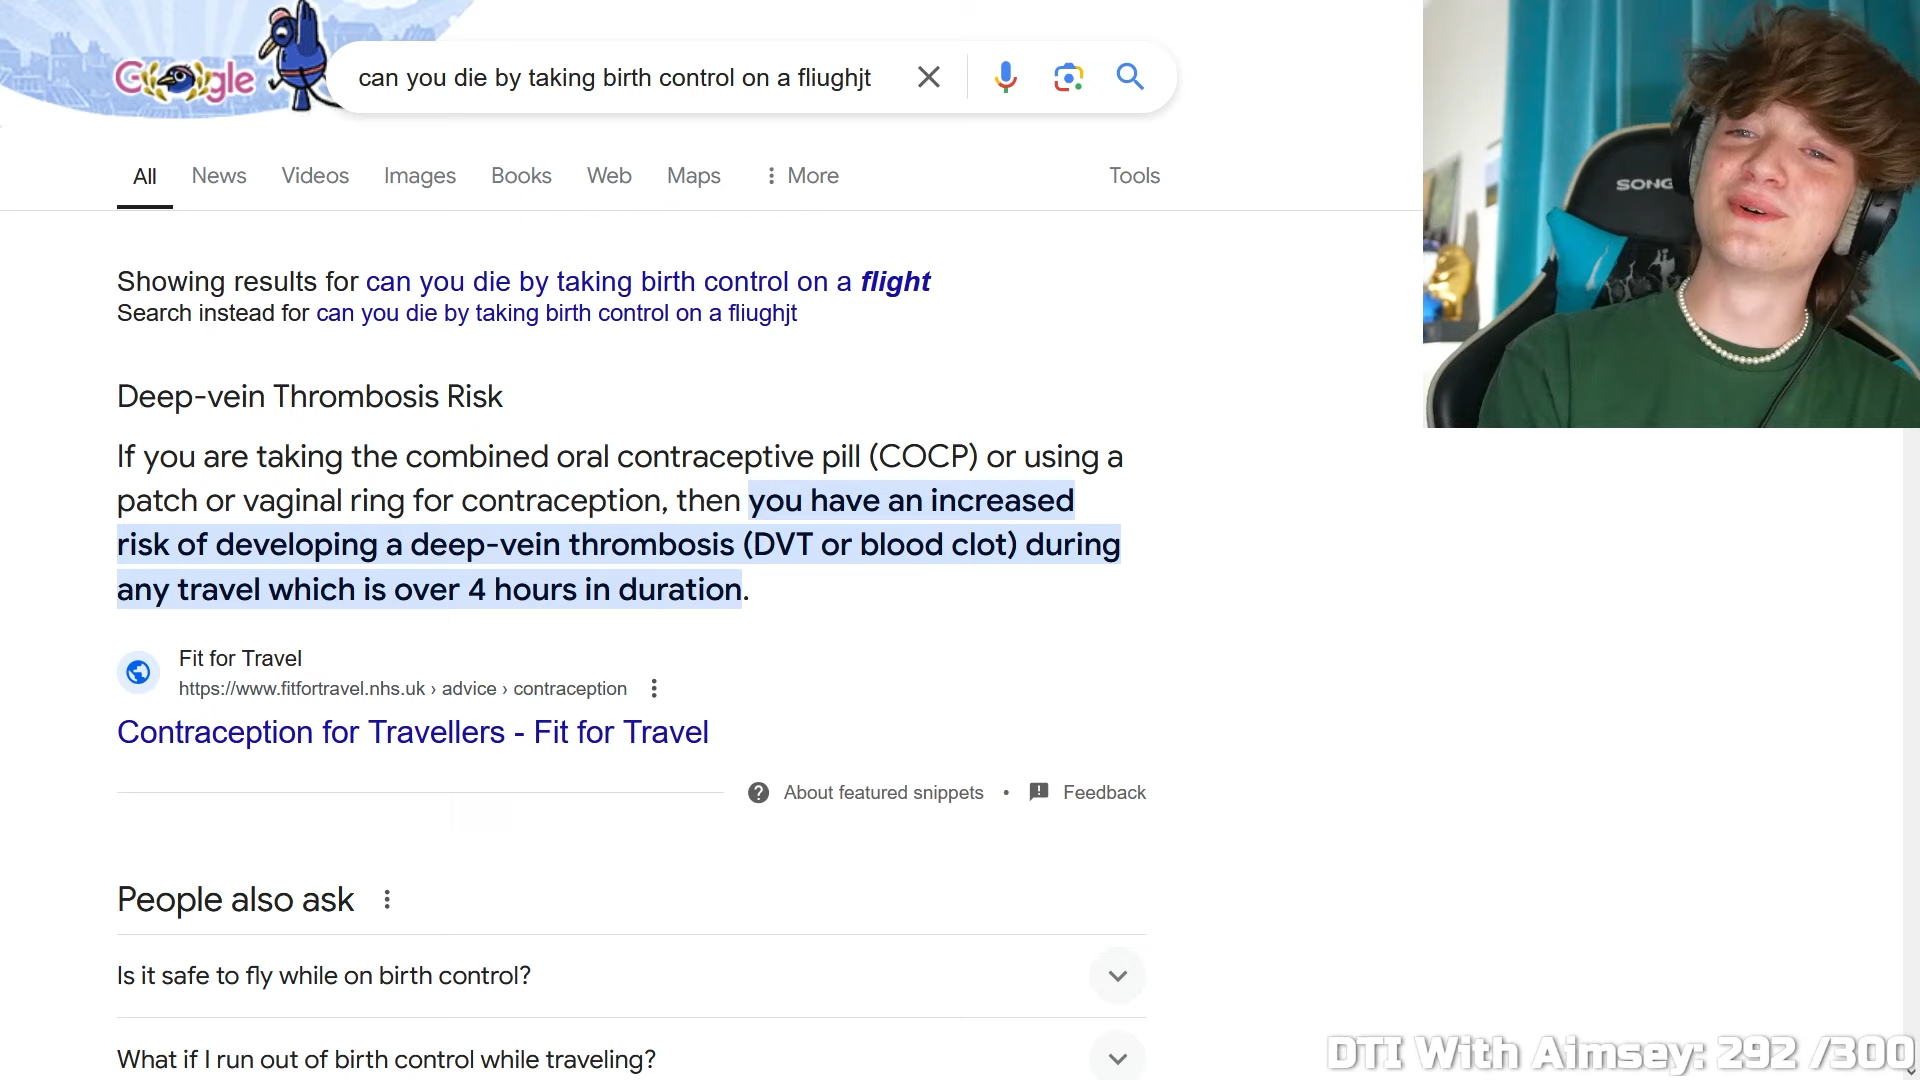 Google
can you die by taking birth control on a fliughjt
All News Videos Images Books Web Maps More Tools
Showing results for can you die by taking birth control on a flight
Search instead for can you die by taking birth control on a fliughjt
Deep-vein Thrombosis Risk
If you are taking the combined oral contraceptive pill (COCP) or using a
patch or vaginal ring for contraception, then you have an increased
risk of developing a deep-vein thrombosis (DVT or blood clot) during
any travel which is over 4 hours in duration.
Fit for Travel
https://www.fitfortravel.nhs.uk › advice › contraception
Contraception for Travellers - Fit for Travel
About featured snippets • Feedback
People also ask
Is it safe to fly while on birth control?
What if I run out of birth control while traveling?
SONG
DTI With Aimsey: 292 /300